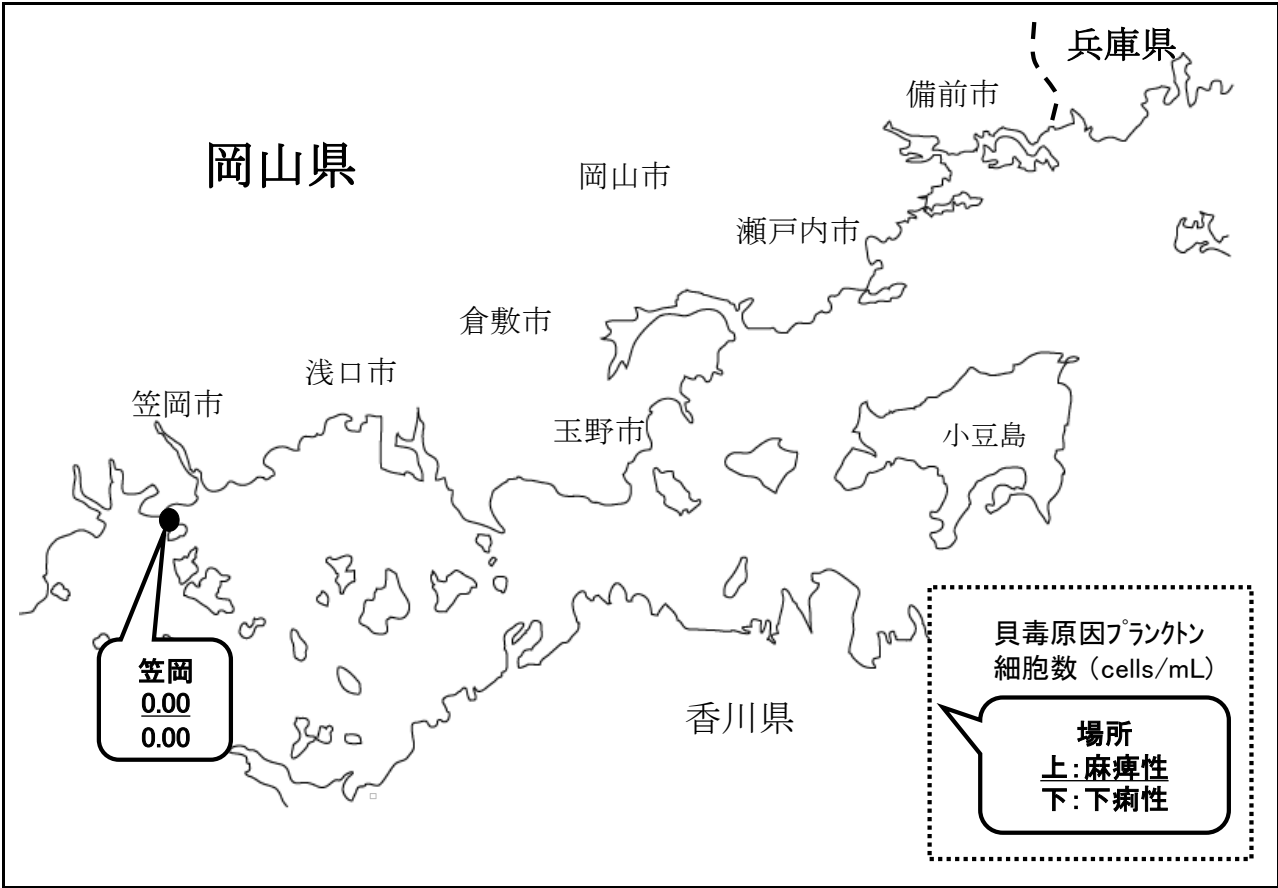 兵庫県
備前市
岡山県
岡山市
瀬戸内市
倉敷市
浅口市
笠岡市
玉野市
小豆島
笠岡
0.00
0.00
香川県
貝毒原因プランクトン
細胞数（cells/mL）
場所
上：麻痺性
下：下痢性